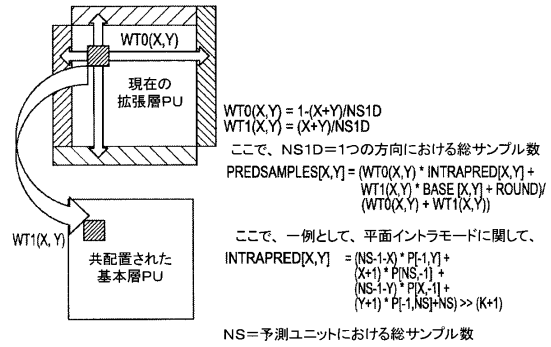 WT0(X,Y)
現在の
拡張層PU
WT1(X, Y)
共配置された
基本層PU
WT0(X,Y) = 1-(X+Y)/NS1D
WT1(X,Y) = (X+Y)/NS1D
ここで、NS1D＝1つの方向における総サンプル数
PREDSAMPLES[X,Y] = (WT0(X,Y) * INTRAPRED[X,Y] +
WT1(X,Y) * BASE [X,Y] + ROUND)/
(WT0(X,Y) + WT1(X,Y))
ここで、一例として、平面イントラモードに関して、
INTRAPRED[X,Y] = (NS-1-X) * P[-1,Y] +
(X+1) * P[NS,-1] +
(NS-1-Y) * P[X,-1] +
(Y+1) * P[-1,NS]+NS) >> (K+1)
NS＝予測ユニットにおける総サンプル数